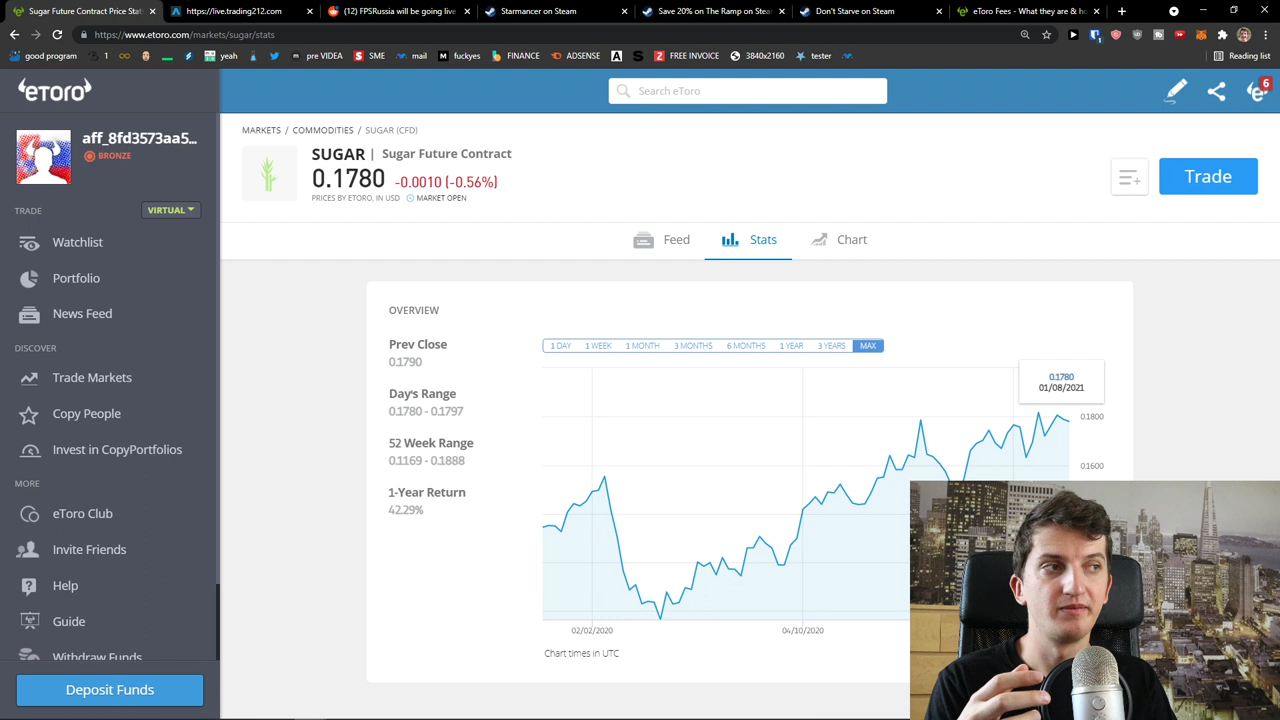 eToro Sugar Future Contract Price Stat
https://live.trading212.com
(12) FPSRussia will be going live
Starmancer on Steam
Save 20% on The Ramp on Steam
Don't Starve on Steam
eToro Fees - What they are & h
https://www.etoro.com/markets/sugar/stats
good program
1
yeah
pre VIDEA
SME
mail
fuckyes
FINANCE
ADSENSE
FREE INVOICE
3840x2160
tester
Reading list
eTORO
Search eToro
6
aff_8fd3573aa5...
BRONZE
TRADE
VIRTUAL
Watchlist
Portfolio
News Feed
DISCOVER
Trade Markets
Copy People
Invest in CopyPortfolios
MORE
eToro Club
Invite Friends
Help
Guide
Withdraw Funds
Deposit Funds
MARKETS / COMMODITIES / SUGAR (CFD)
SUGAR | Sugar Future Contract
0.1780 -0.0010 (-0.56%)
PRICES BY ETORO, IN USD MARKET OPEN
Trade
Feed
Stats
Chart
OVERVIEW
Prev Close
0.1790
Day's Range
0.1780 - 0.1797
52 Week Range
0.1169 - 0.1888
1-Year Return
42.29%
1 DAY
1 WEEK
1 MONTH
3 MONTHS
6 MONTHS
1 YEAR
3 YEARS
MAX
0.1780
01/08/2021
0.1800
0.1600
02/02/2020
04/10/2020
Chart times in UTC